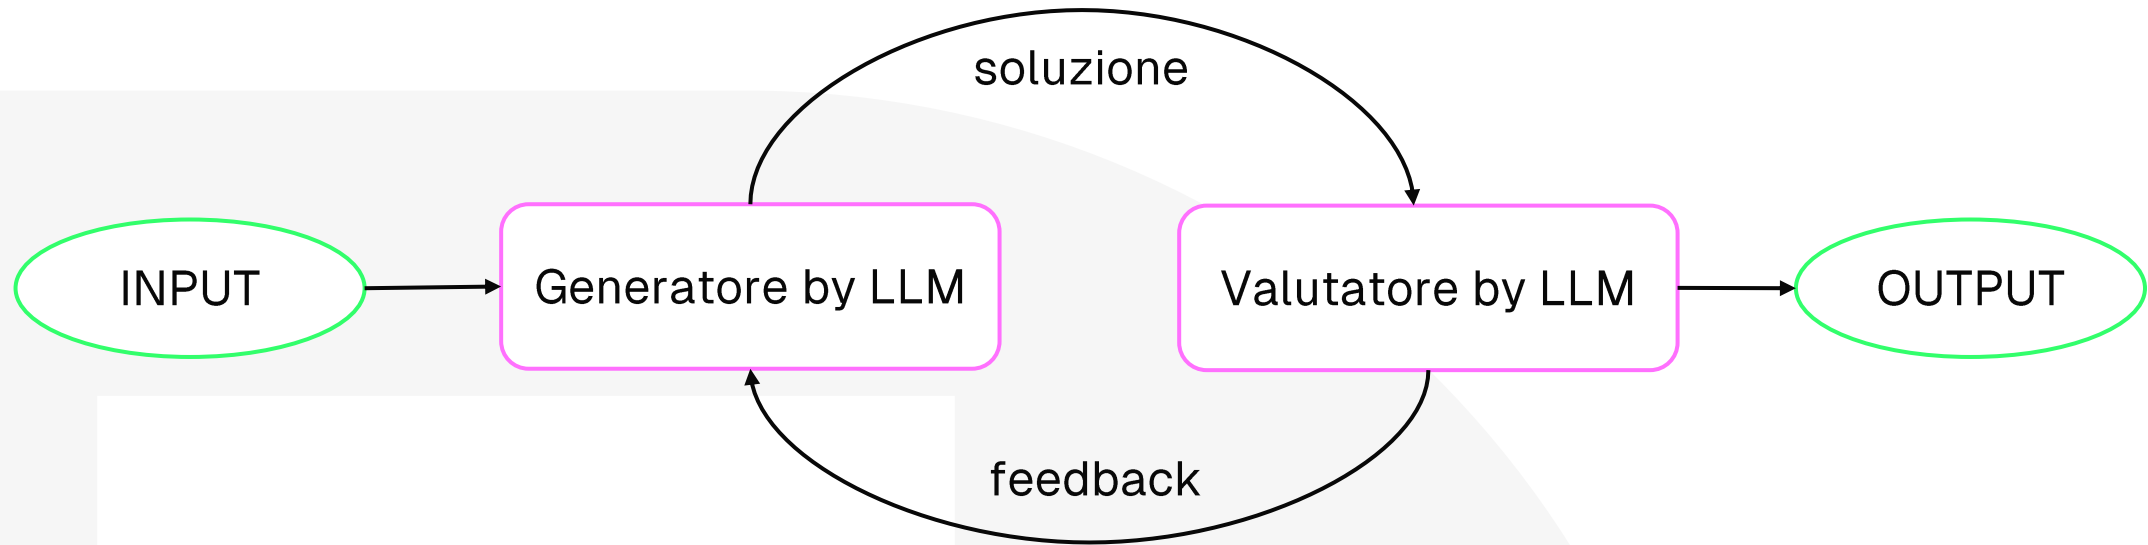 soluzione
INPUT
Generatore by LLM
Valutatore by LLM
OUTPUT
feedback